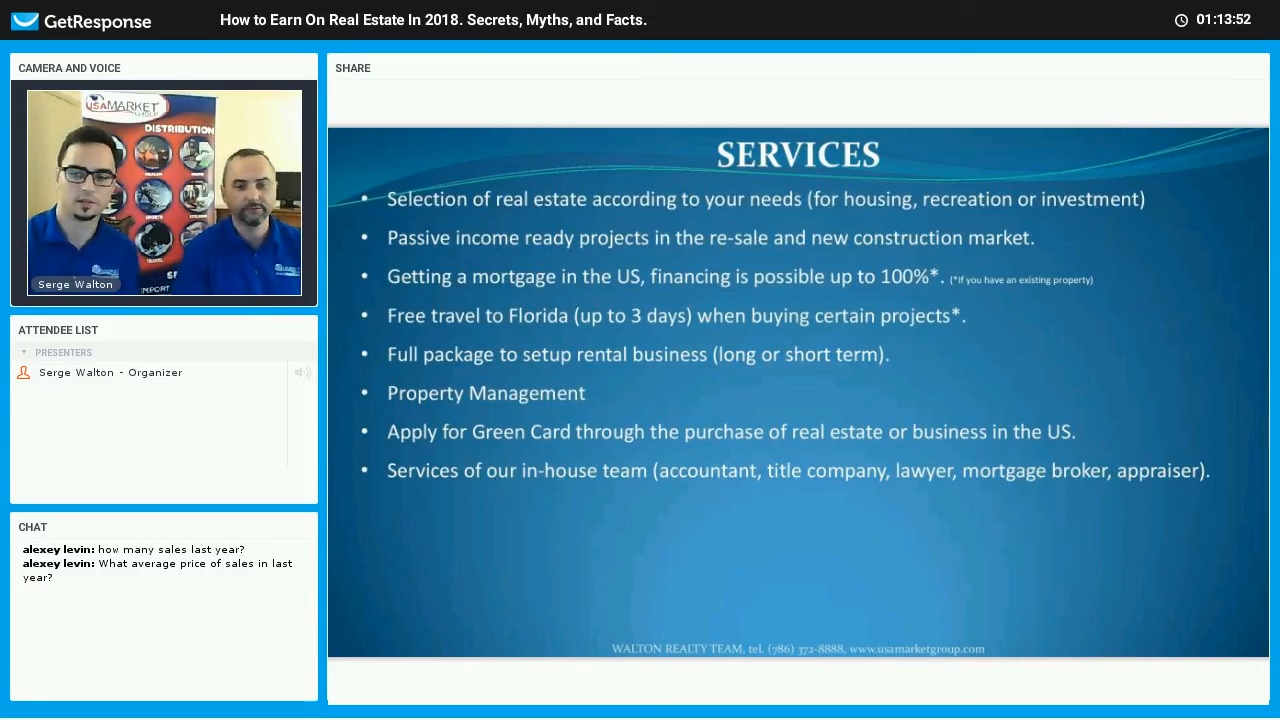 GetResponse
How to Earn On Real Estate In 2018. Secrets, Myths, and Facts.
01:13:52
CAMERA AND VOICE
USAMARKET
GROUP
DISTRIBUTION
HEALTH
SPORTS
TRAVEL
IMPORT
Serge Walton
ATTENDEE LIST
PRESENTERS
Serge Walton - Organizer
CHAT
alexey levin: how many sales last year?
alexey levin: What average price of sales in last
year?
SHARE
SERVICES
• Selection of real estate according to your needs (for housing, recreation or investment)
• Passive income ready projects in the re-sale and new construction market.
• Getting a mortgage in the US, financing is possible up to 100%*. (*If you have an existing property)
• Free travel to Florida (up to 3 days) when buying certain projects*.
• Full package to setup rental business (long or short term).
• Property Management
• Apply for Green Card through the purchase of real estate or business in the US.
• Services of our in-house team (accountant, title company, lawyer, mortgage broker, appraiser).
WALTON REALTY TEAM, tel. (786) 372-8888, www.usamarketgroup.com